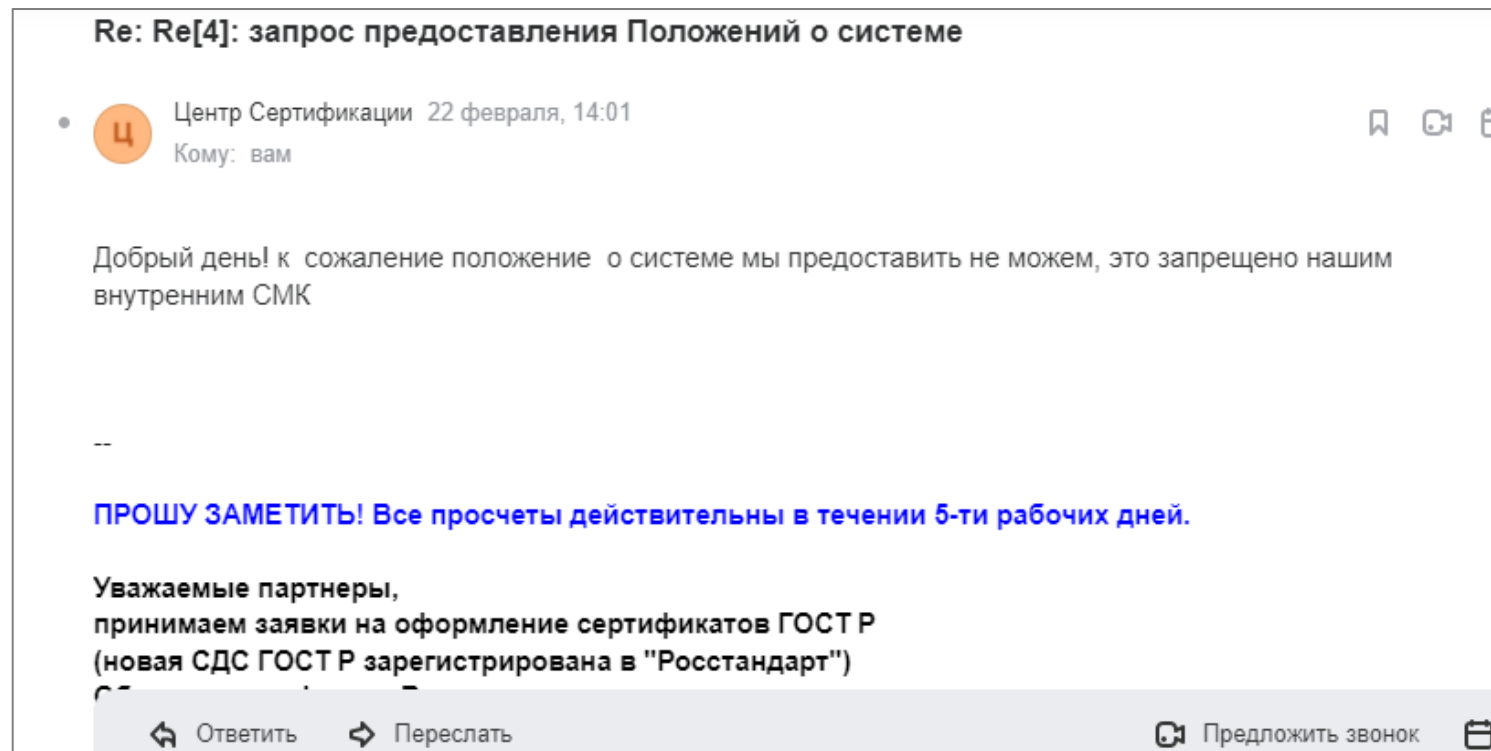 Re: Re[4]: запрос предоставления Положений о системе
Ц
Центр Сертификации 22 февраля, 14:01
Кому: вам
Добрый день! к сожаление положение о системе мы предоставить не можем, это запрещено нашим
внутренним СМК
--
ПРОШУ ЗАМЕТИТЬ! Все просчеты действительны в течении 5-ти рабочих дней.
Уважаемые партнеры,
принимаем заявки на оформление сертификатов ГОСТ Р
(новая СДС ГОСТ Р зарегистрирована в "Росстандарт")
Ответить Переслать Предложить звонок